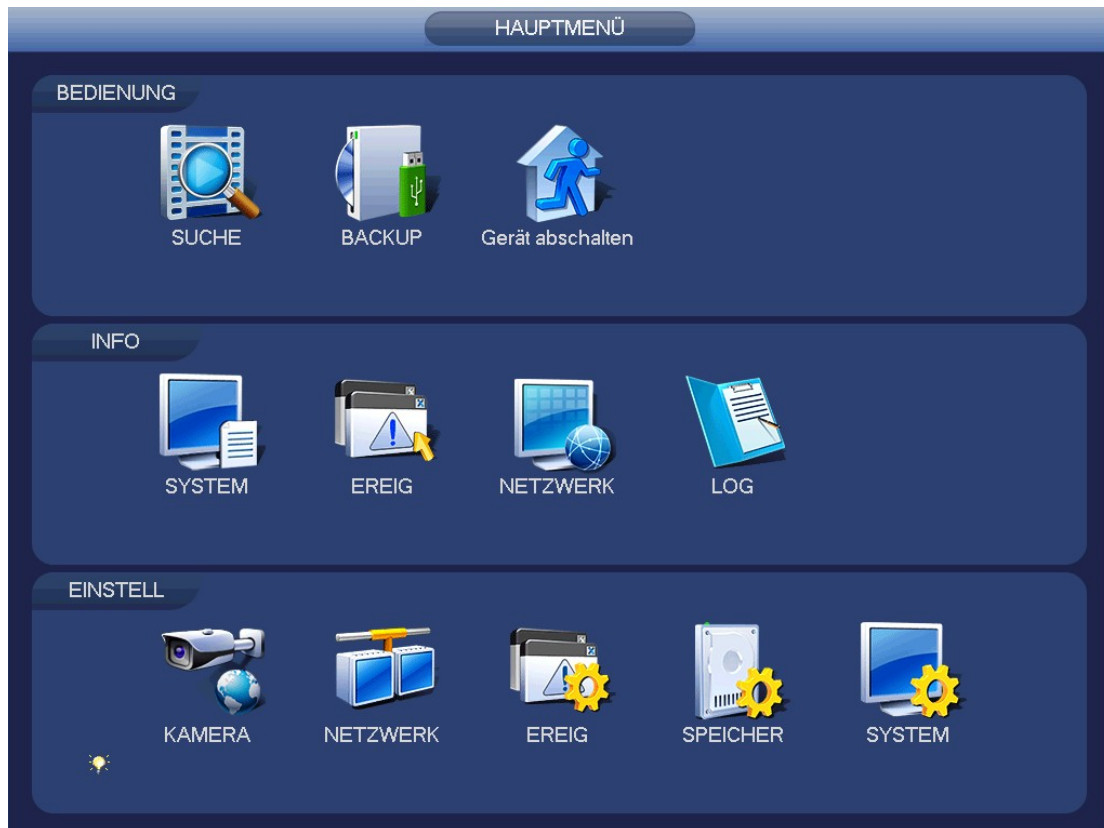 HAUPTMENÜ
BEDIENUNG
SUCHE
BACKUP
Gerät abschalten
INFO
SYSTEM
EREIG
NETZWERK
LOG
EINSTELL
KAMERA
NETZWERK
EREIG
SPEICHER
SYSTEM